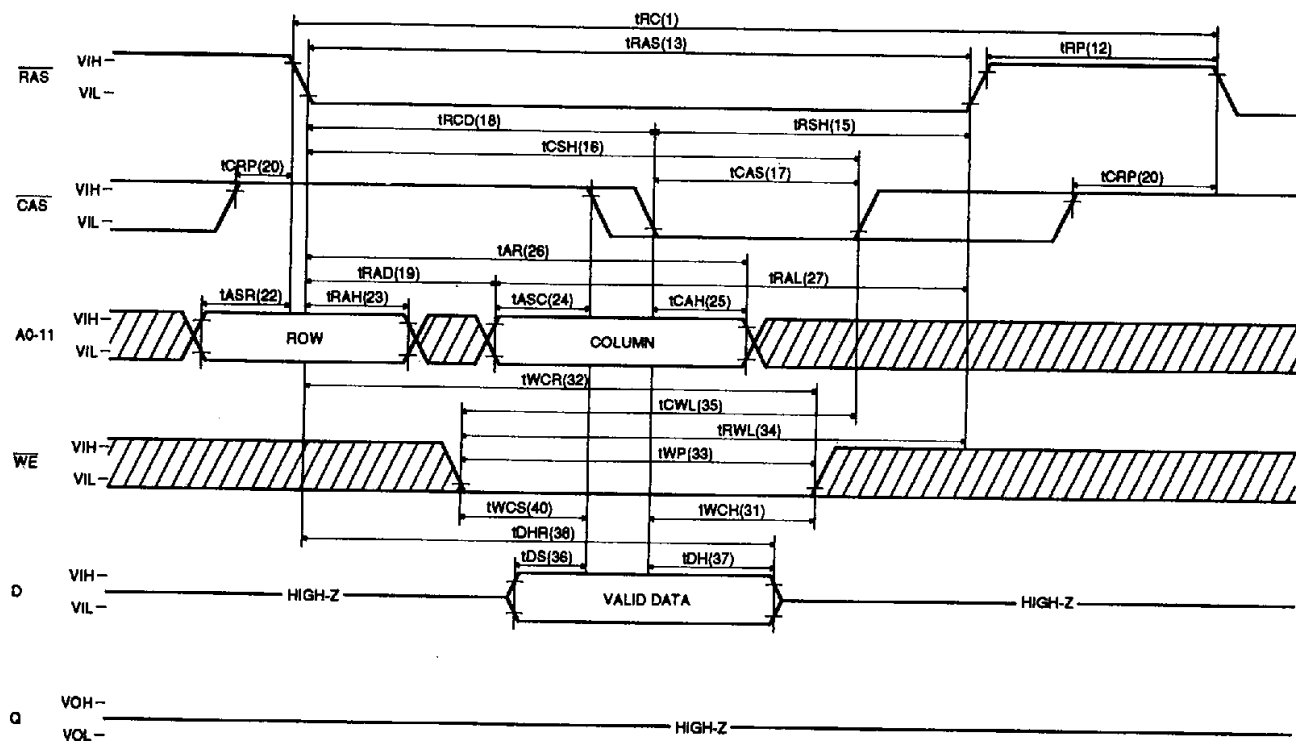 tRC(1)
tRAS(13)
tRP(12)
RAS
VIH
VIL
tRCD(18)
tRSH(15)
tCSH(16)
tCRP(20)
tCAS(17)
tCRP(20)
CAS
VIH
VIL
tAR(26)
tRAD(19)
tRAL(27)
tASR(22)
tRAH(23)
tASC(24)
tCAH(25)
A0-11
VIH
VIL
ROW
COLUMN
tWCR(32)
tCWL(35)
tRWL(34)
WE
VIH
VIL
tWP(33)
tWCS(40)
tWCH(31)
tDHR(38)
tDS(36)
tDH(37)
D
VIH
VIL
HIGH-Z
VALID DATA
HIGH-Z
Q
VOH
VOL
HIGH-Z